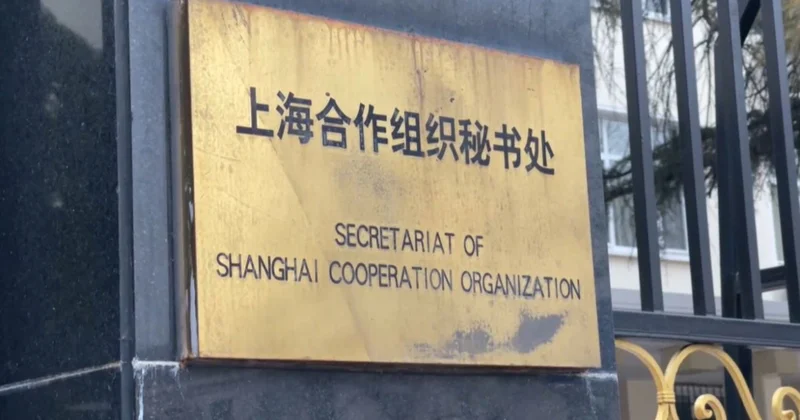 上海合作组织秘书处
SECRETARIAT OF
SHANGHAI COOPERATION ORGANIZATION